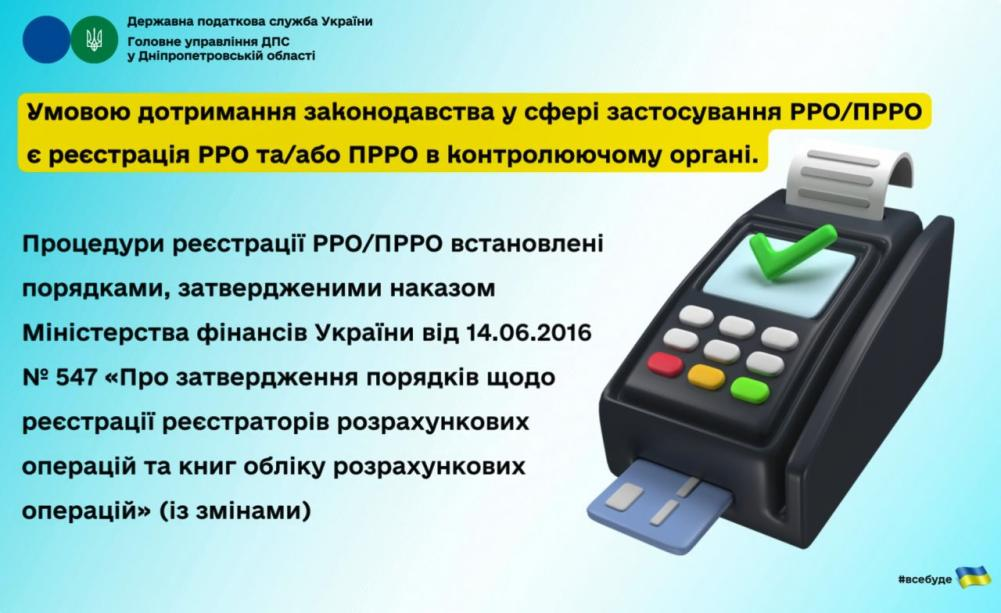 Державна податкова служба України
Головне управління ДПС
у Дніпропетровській області
Умовою дотримання законодавства у сфері застосування РРО/ПРРО
є реєстрація РРО та/або ПРРО в контролюючому органі.
Процедури реєстрації РРО/ПРРО встановлені
порядками, затвердженими наказом
Міністерства фінансів України від 14.06.2016
№ 547 «Про затвердження порядків щодо
реєстрації реєстраторів розрахункових
операцій та книг обліку розрахункових
операцій» (із змінами)
#всебуде